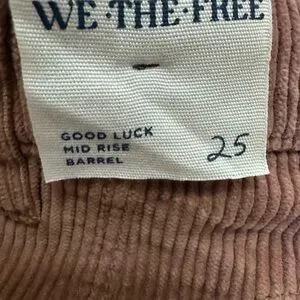 WE·THE·FREE
GOOD LUCK
MID RISE
BARREL
25